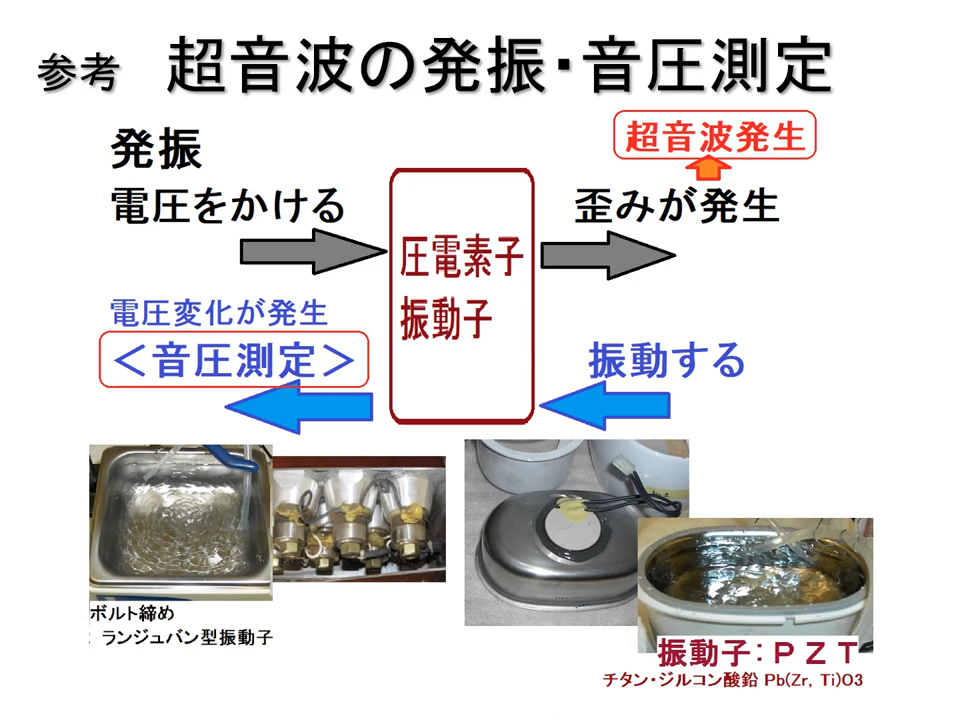 参考 超音波の発振・音圧測定
超音波発生
発振
電圧をかける
歪みが発生
圧電素子
振動子
電圧変化が発生
＜音圧測定＞
振動する
ボルト締め
ランジュバン型振動子
振動子：ＰＺＴ
チタン・ジルコン酸鉛 Pb(Zr, Ti)O3